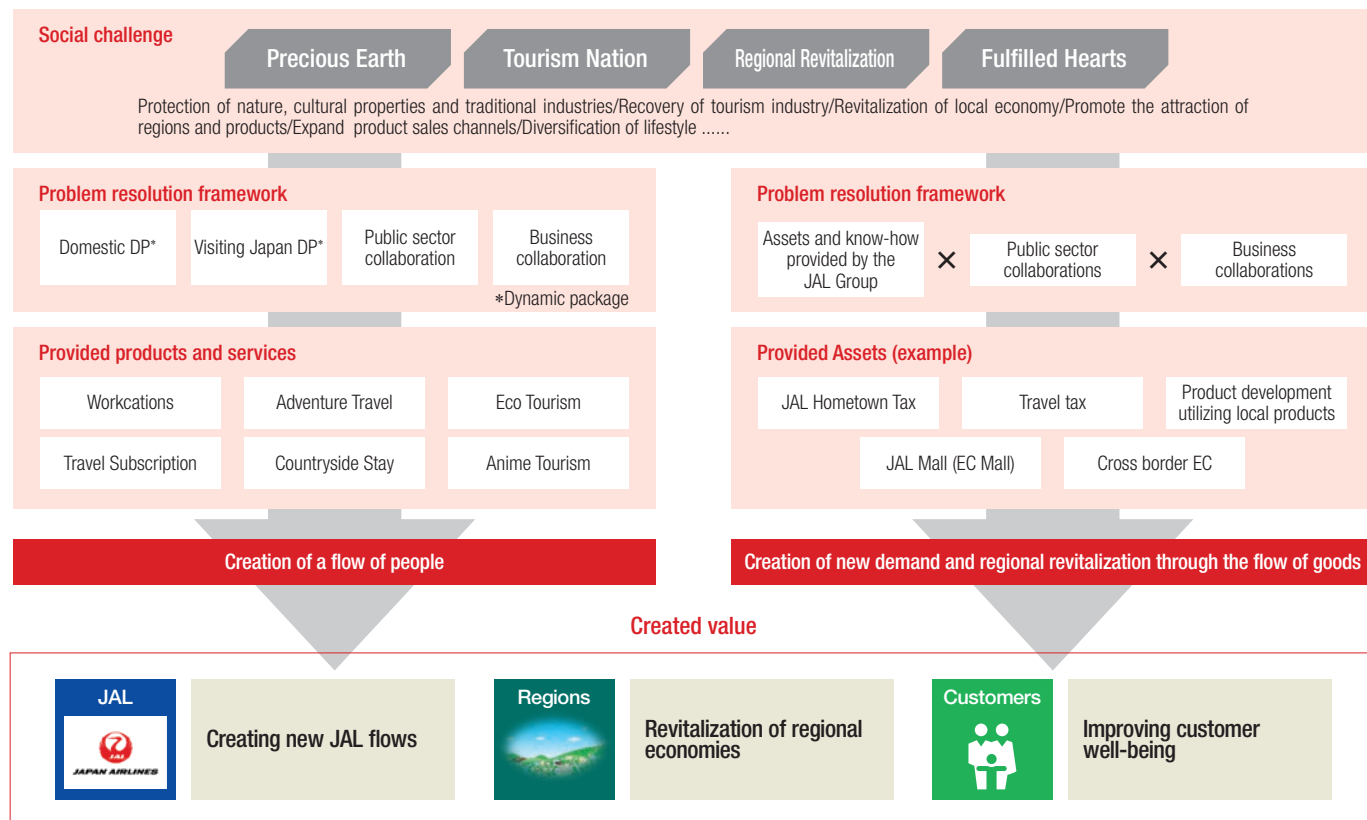 Social challenge
Precious Earth
Tourism Nation
Regional Revitalization
Fulfilled Hearts
Protection of nature, cultural properties and traditional industries/Recovery of tourism industry/Revitalization of local economy/Promote the attraction of
regions and products/Expand product sales channels/Diversification of lifestyle ......
Problem resolution framework
Domestic DP*
Visiting Japan DP*
Public sector
collaboration
Business
collaboration
*Dynamic package
Provided products and services
Workcations
Adventure Travel
Eco Tourism
Travel Subscription
Countryside Stay
Anime Tourism
Creation of a flow of people
Problem resolution framework
Assets and know-how
provided by the
JAL Group
×
Public sector
collaborations
×
Business
collaborations
Provided Assets (example)
JAL Hometown Tax
Travel tax
Product development
utilizing local products
JAL Mall (EC Mall)
Cross border EC
Creation of new demand and regional revitalization through the flow of goods
Created value
JAL
JAL
JAPAN AIRLINES
Creating new JAL flows
Regions
Revitalization of regional
economies
Customers
Improving customer
well-being